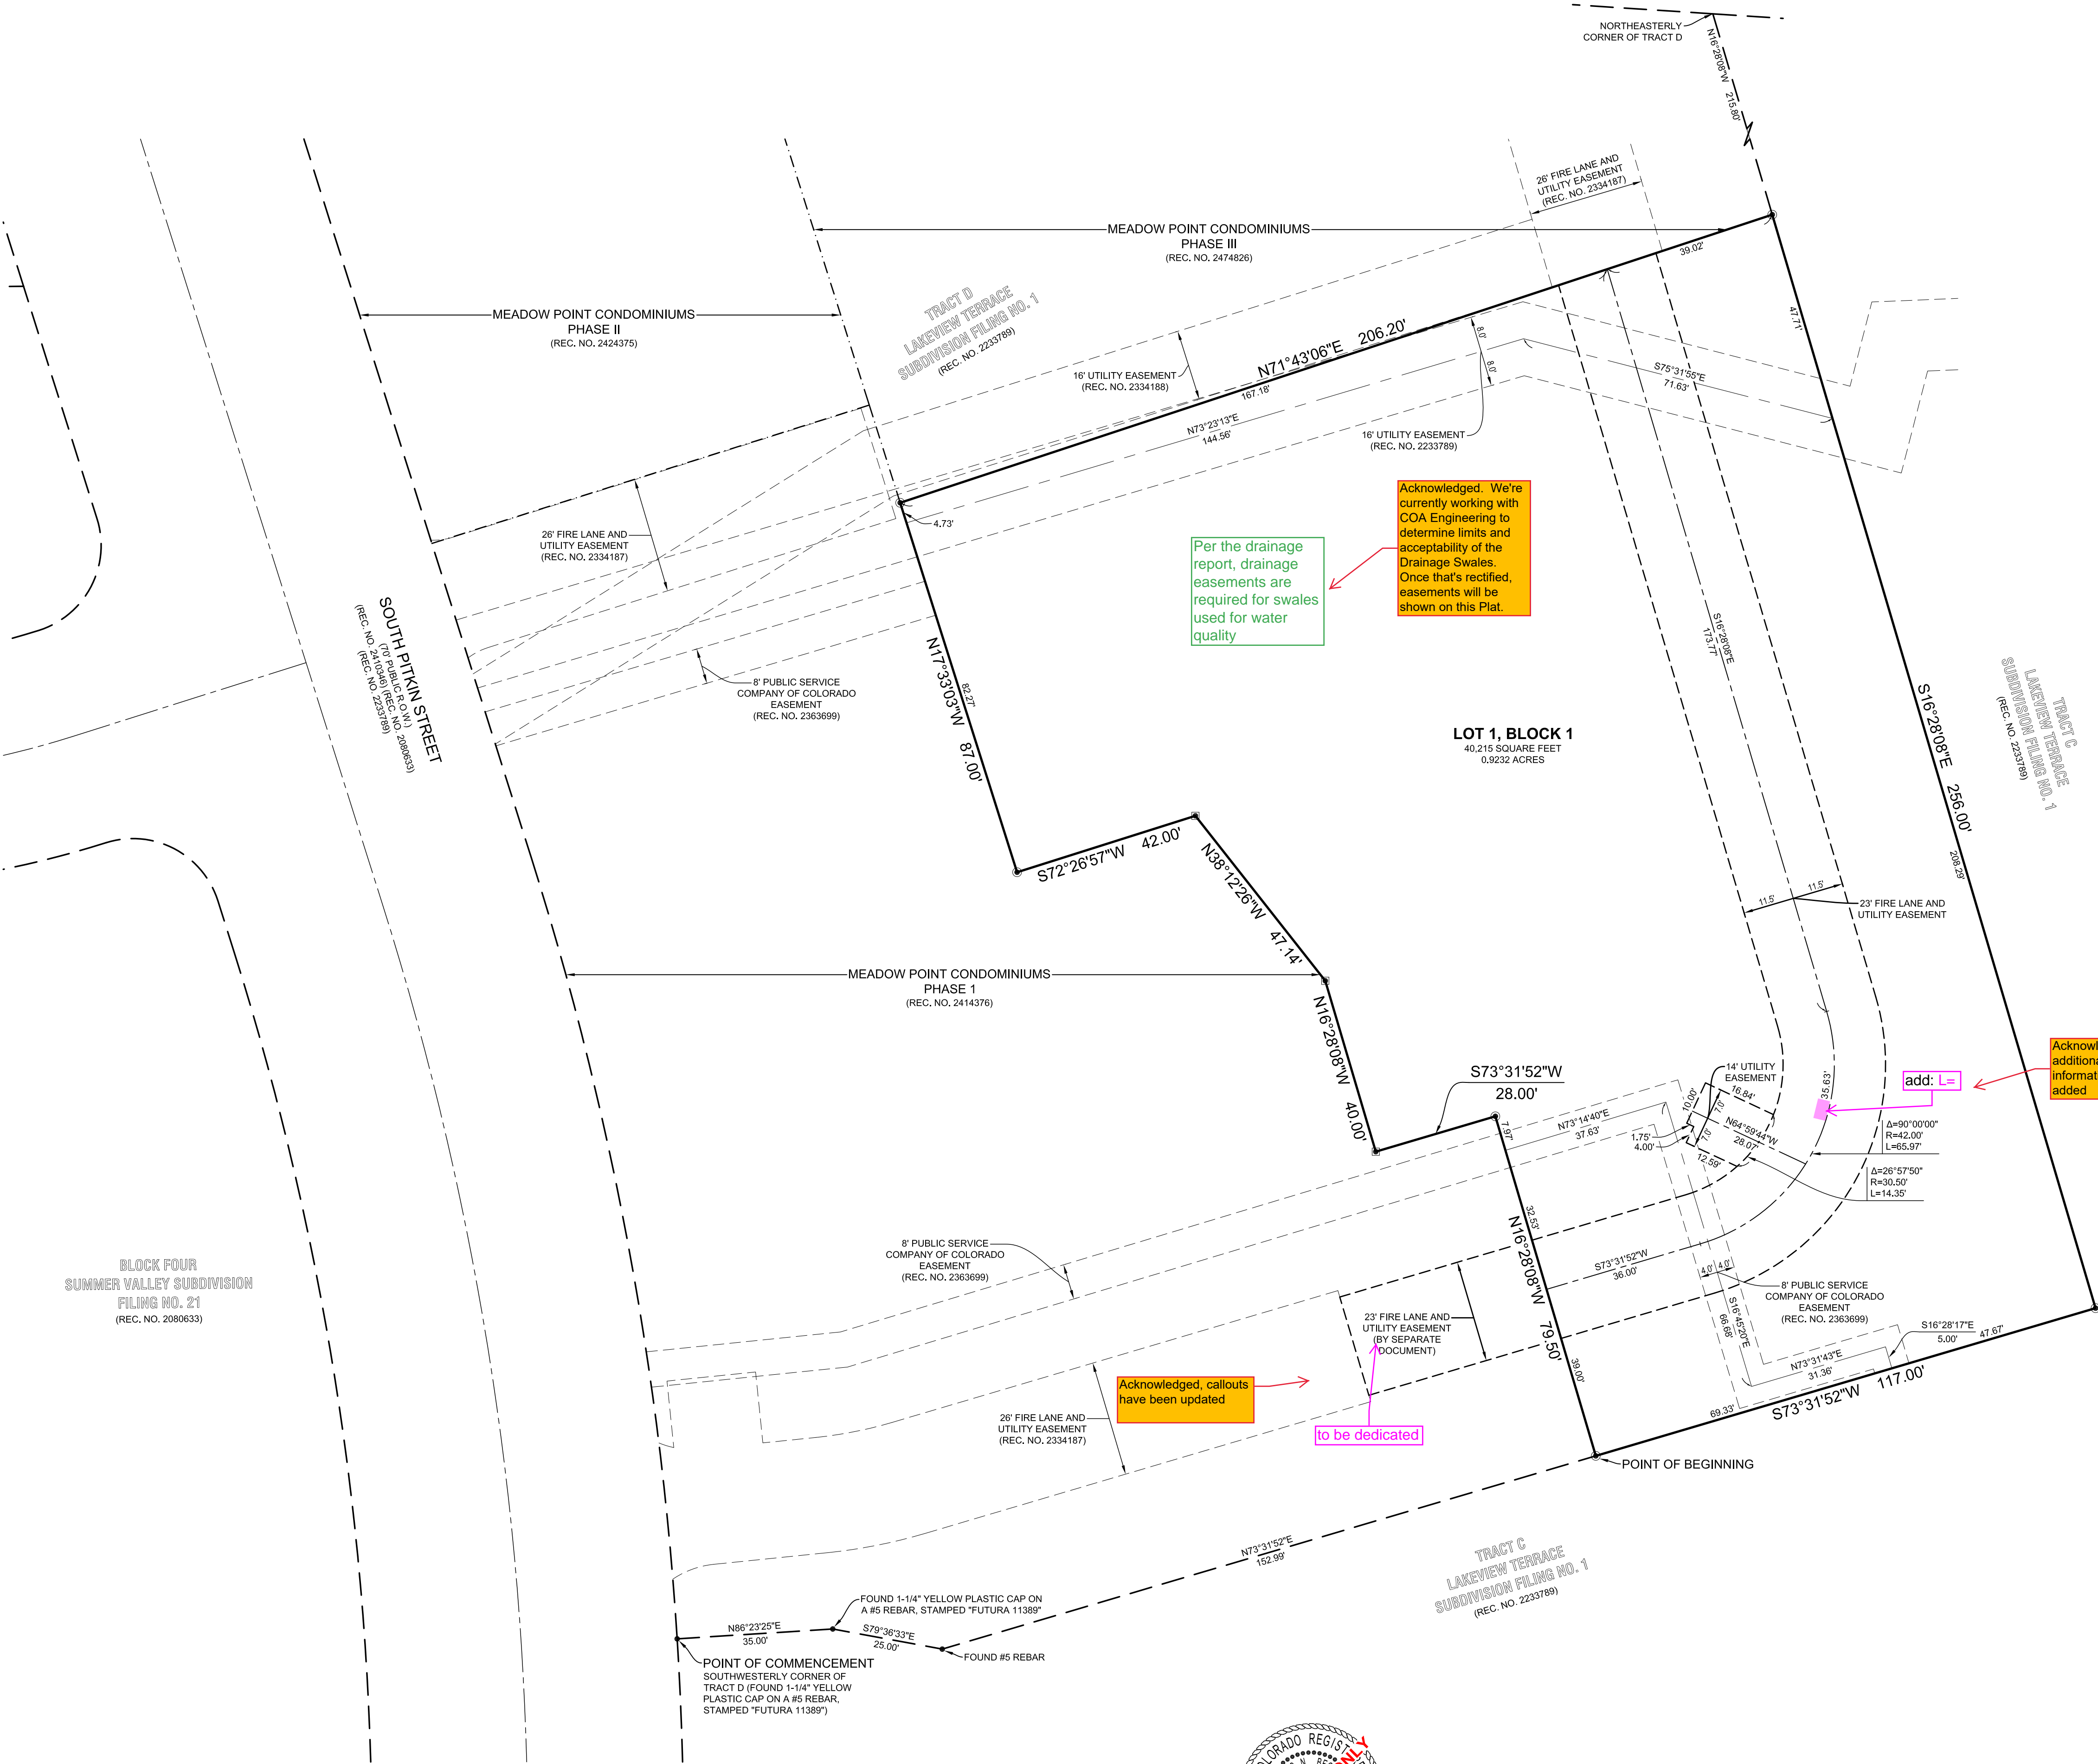 NORTHEASTERLY
CORNER OF TRACT D
N16°28'08"W 215.80'
26' FIRE LANE AND
UTILITY EASEMENT
(REC. NO. 2334187)
MEADOW POINT CONDOMINIUMS
PHASE III
(REC. NO. 2474826)
39.02'
MEADOW POINT CONDOMINIUMS
PHASE II
(REC. NO. 2424375)
TRACT D
LAKEVIEW TERRACE
SUBDIVISION FILING NO. 1
(REC. NO. 2233789)
47.71'
N71°43'06"E 206.20'
167.18'
8.0'
8.0'
16' UTILITY EASEMENT
(REC. NO. 2334188)
S75°31'55"E
71.63'
N73°23'13"E
144.56'
16' UTILITY EASEMENT
(REC. NO. 2233789)
4.73'
26' FIRE LANE AND
UTILITY EASEMENT
(REC. NO. 2334187)
Per the drainage
report, drainage
easements are
required for swales
used for water
quality
Acknowledged. We're
currently working with
COA Engineering to
determine limits and
acceptability of the
Drainage Swales.
Once that's rectified,
easements will be
shown on this Plat.
SOUTH PITKIN STREET
(70' PUBLIC R.O.W.)
(REC. NO. 2410346) (REC. NO. 2080633)
(REC. NO. 2233789)
8' PUBLIC SERVICE
COMPANY OF COLORADO
EASEMENT
(REC. NO. 2363699)
82.27'
N17°33'03"W 87.00'
S16°28'08"E
173.77'
TRACT C
LAKEVIEW TERRACE
SUBDIVISION FILING NO. 1
(REC. NO. 2233789)
S16°28'08"E 256.00'
208.29'
LOT 1, BLOCK 1
40,215 SQUARE FEET
0.9232 ACRES
S72°26'57"W 42.00'
N38°12'26"W 47.14'
11.5'
11.5'
23' FIRE LANE AND
UTILITY EASEMENT
MEADOW POINT CONDOMINIUMS
PHASE 1
(REC. NO. 2414376)
N16°28'08"W 40.00'
S73°31'52"W
28.00'
7.97'
N73°14'40"E
37.63'
14' UTILITY
EASEMENT
16.84'
10.00'
7.0'
7.0'
1.75'
4.00'
N64°59'44"W
28.07'
12.59'
35.63'
add: L=
additiona
informat
added
Δ=90°00'00"
R=42.00'
L=65.97'
Δ=26°57'50"
R=30.50'
L=14.35'
8' PUBLIC SERVICE
COMPANY OF COLORADO
EASEMENT
(REC. NO. 2363699)
32.53'
N16°28'08"W 79.50'
39.00'
S73°31'52"W
36.00'
4.0'
4.0'
8' PUBLIC SERVICE
COMPANY OF COLORADO
EASEMENT
(REC. NO. 2363699)
S16°45'20"E
66.68'
S16°28'17"E
5.00'
47.67'
N73°31'43"E
31.36'
69.33'
S73°31'52"W 117.00'
BLOCK FOUR
SUMMER VALLEY SUBDIVISION
FILING NO. 21
(REC. NO. 2080633)
23' FIRE LANE AND
UTILITY EASEMENT
(BY SEPARATE
DOCUMENT)
Acknowledged, callouts
have been updated
to be dedicated
26' FIRE LANE AND
UTILITY EASEMENT
(REC. NO. 2334187)
POINT OF BEGINNING
N73°31'52"E
152.99'
TRACT C
LAKEVIEW TERRACE
SUBDIVISION FILING NO. 1
(REC. NO. 2233789)
FOUND 1-1/4" YELLOW PLASTIC CAP ON
A #5 REBAR, STAMPED "FUTURA 11389"
N86°23'25"E
35.00'
S79°36'33"E
25.00'
FOUND #5 REBAR
POINT OF COMMENCEMENT
SOUTHWESTERLY CORNER OF
TRACT D (FOUND 1-1/4" YELLOW
PLASTIC CAP ON A #5 REBAR,
STAMPED "FUTURA 11389")